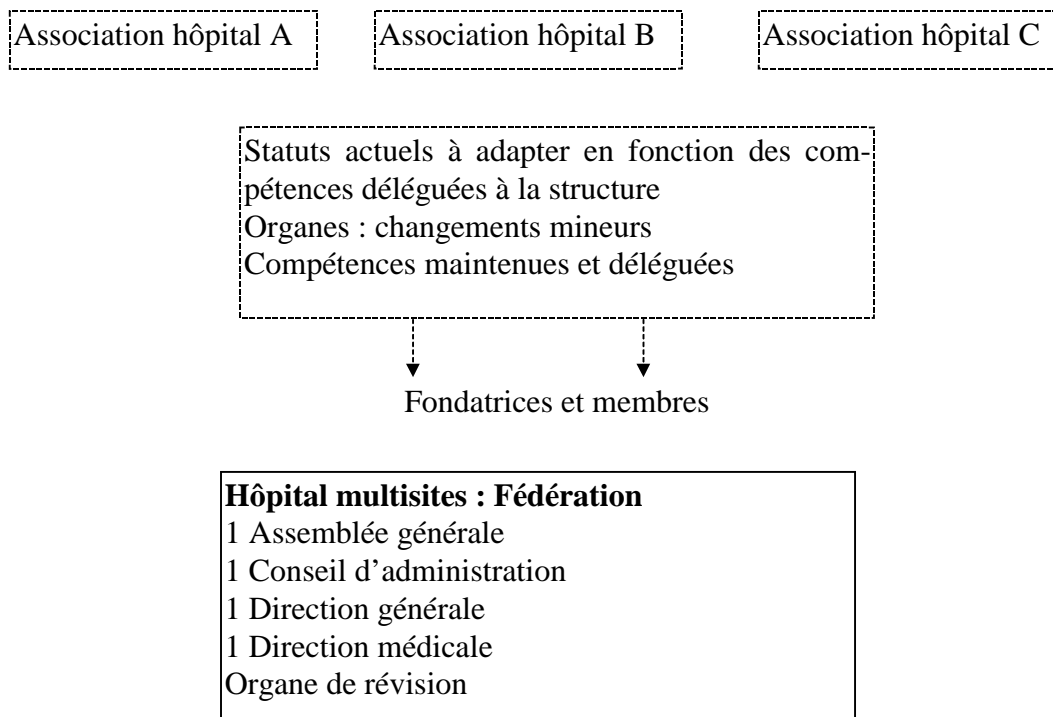 Association hôpital A
Association hôpital B
Association hôpital C
Statuts actuels à adapter en fonction des com-
pétences déléguées à la structure
Organes : changements mineurs
Compétences maintenues et déléguées
Fondatrices et membres
Hôpital multisites : Fédération
1 Assemblée générale
1 Conseil d’administration
1 Direction générale
1 Direction médicale
Organe de révision